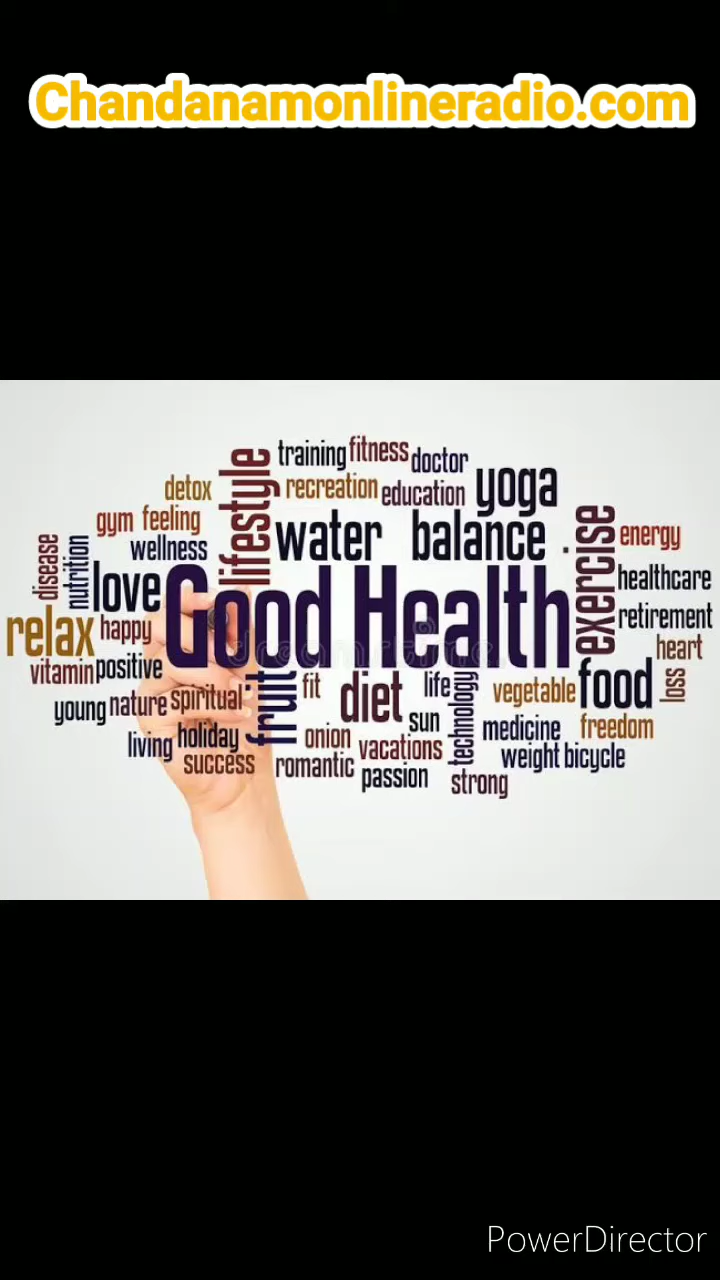 Chandanamonlineradio.com
training fitness doctor
detox
lifestyle
recreation education
yoga
gym feeling
water balance
exercise
energy
wellness
disease
nutrition
love
Good Health
healthcare
relax
happy
retirement
heart
vitamin positive
fruit
fit
diet
life
technology
vegetable
food
loss
young nature spiritual
sun
medicine freedom
living holiday
onion vacations
weight bicycle
success
romantic passion
strong
dreamstime
PowerDirector